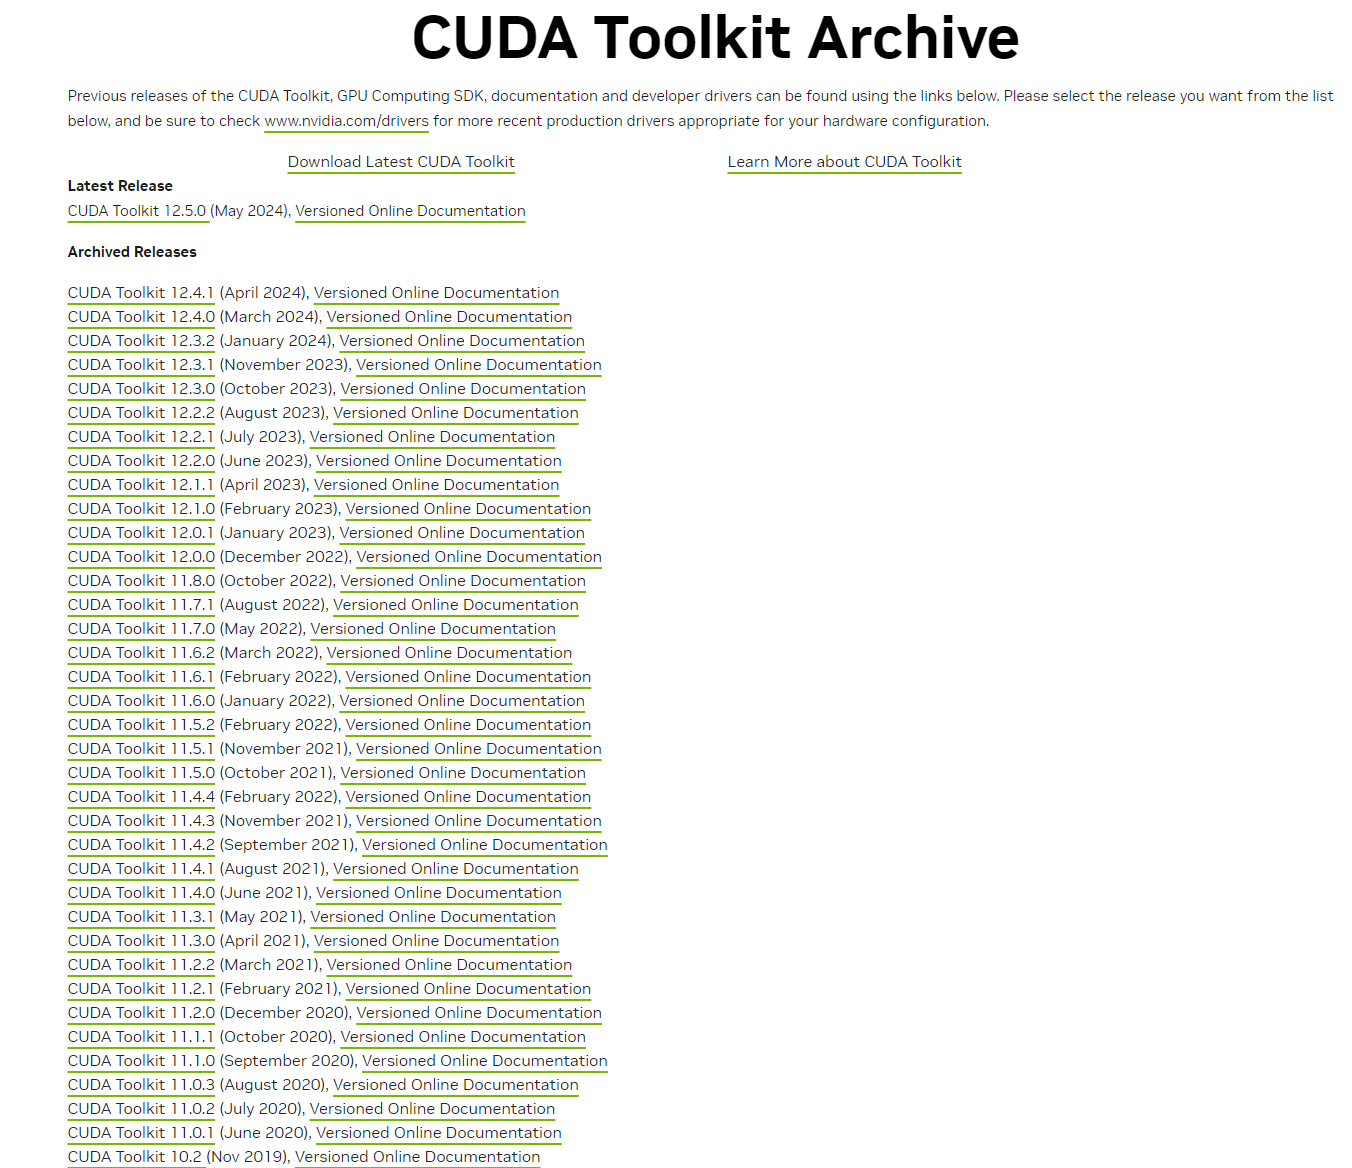 CUDA Toolkit Archive
Previous releases of the CUDA Toolkit, GPU Computing SDK, documentation and developer drivers can be found using the links below. Please select the release you want from the list
below, and be sure to check www.nvidia.com/drivers for more recent production drivers appropriate for your hardware configuration.
Download Latest CUDA Toolkit Learn More about CUDA Toolkit
Latest Release
CUDA Toolkit 12.5.0 (May 2024), Versioned Online Documentation
Archived Releases
CUDA Toolkit 12.4.1 (April 2024), Versioned Online Documentation
CUDA Toolkit 12.4.0 (March 2024), Versioned Online Documentation
CUDA Toolkit 12.3.2 (January 2024), Versioned Online Documentation
CUDA Toolkit 12.3.1 (November 2023), Versioned Online Documentation
CUDA Toolkit 12.3.0 (October 2023), Versioned Online Documentation
CUDA Toolkit 12.2.2 (August 2023), Versioned Online Documentation
CUDA Toolkit 12.2.1 (July 2023), Versioned Online Documentation
CUDA Toolkit 12.2.0 (June 2023), Versioned Online Documentation
CUDA Toolkit 12.1.1 (April 2023), Versioned Online Documentation
CUDA Toolkit 12.1.0 (February 2023), Versioned Online Documentation
CUDA Toolkit 12.0.1 (January 2023), Versioned Online Documentation
CUDA Toolkit 12.0.0 (December 2022), Versioned Online Documentation
CUDA Toolkit 11.8.0 (October 2022), Versioned Online Documentation
CUDA Toolkit 11.7.1 (August 2022), Versioned Online Documentation
CUDA Toolkit 11.7.0 (May 2022), Versioned Online Documentation
CUDA Toolkit 11.6.2 (March 2022), Versioned Online Documentation
CUDA Toolkit 11.6.1 (February 2022), Versioned Online Documentation
CUDA Toolkit 11.6.0 (January 2022), Versioned Online Documentation
CUDA Toolkit 11.5.2 (February 2022), Versioned Online Documentation
CUDA Toolkit 11.5.1 (November 2021), Versioned Online Documentation
CUDA Toolkit 11.5.0 (October 2021), Versioned Online Documentation
CUDA Toolkit 11.4.4 (February 2022), Versioned Online Documentation
CUDA Toolkit 11.4.3 (November 2021), Versioned Online Documentation
CUDA Toolkit 11.4.2 (September 2021), Versioned Online Documentation
CUDA Toolkit 11.4.1 (August 2021), Versioned Online Documentation
CUDA Toolkit 11.4.0 (June 2021), Versioned Online Documentation
CUDA Toolkit 11.3.1 (May 2021), Versioned Online Documentation
CUDA Toolkit 11.3.0 (April 2021), Versioned Online Documentation
CUDA Toolkit 11.2.2 (March 2021), Versioned Online Documentation
CUDA Toolkit 11.2.1 (February 2021), Versioned Online Documentation
CUDA Toolkit 11.2.0 (December 2020), Versioned Online Documentation
CUDA Toolkit 11.1.1 (October 2020), Versioned Online Documentation
CUDA Toolkit 11.1.0 (September 2020), Versioned Online Documentation
CUDA Toolkit 11.0.3 (August 2020), Versioned Online Documentation
CUDA Toolkit 11.0.2 (July 2020), Versioned Online Documentation
CUDA Toolkit 11.0.1 (June 2020), Versioned Online Documentation
CUDA Toolkit 10.2 (Nov 2019), Versioned Online Documentation